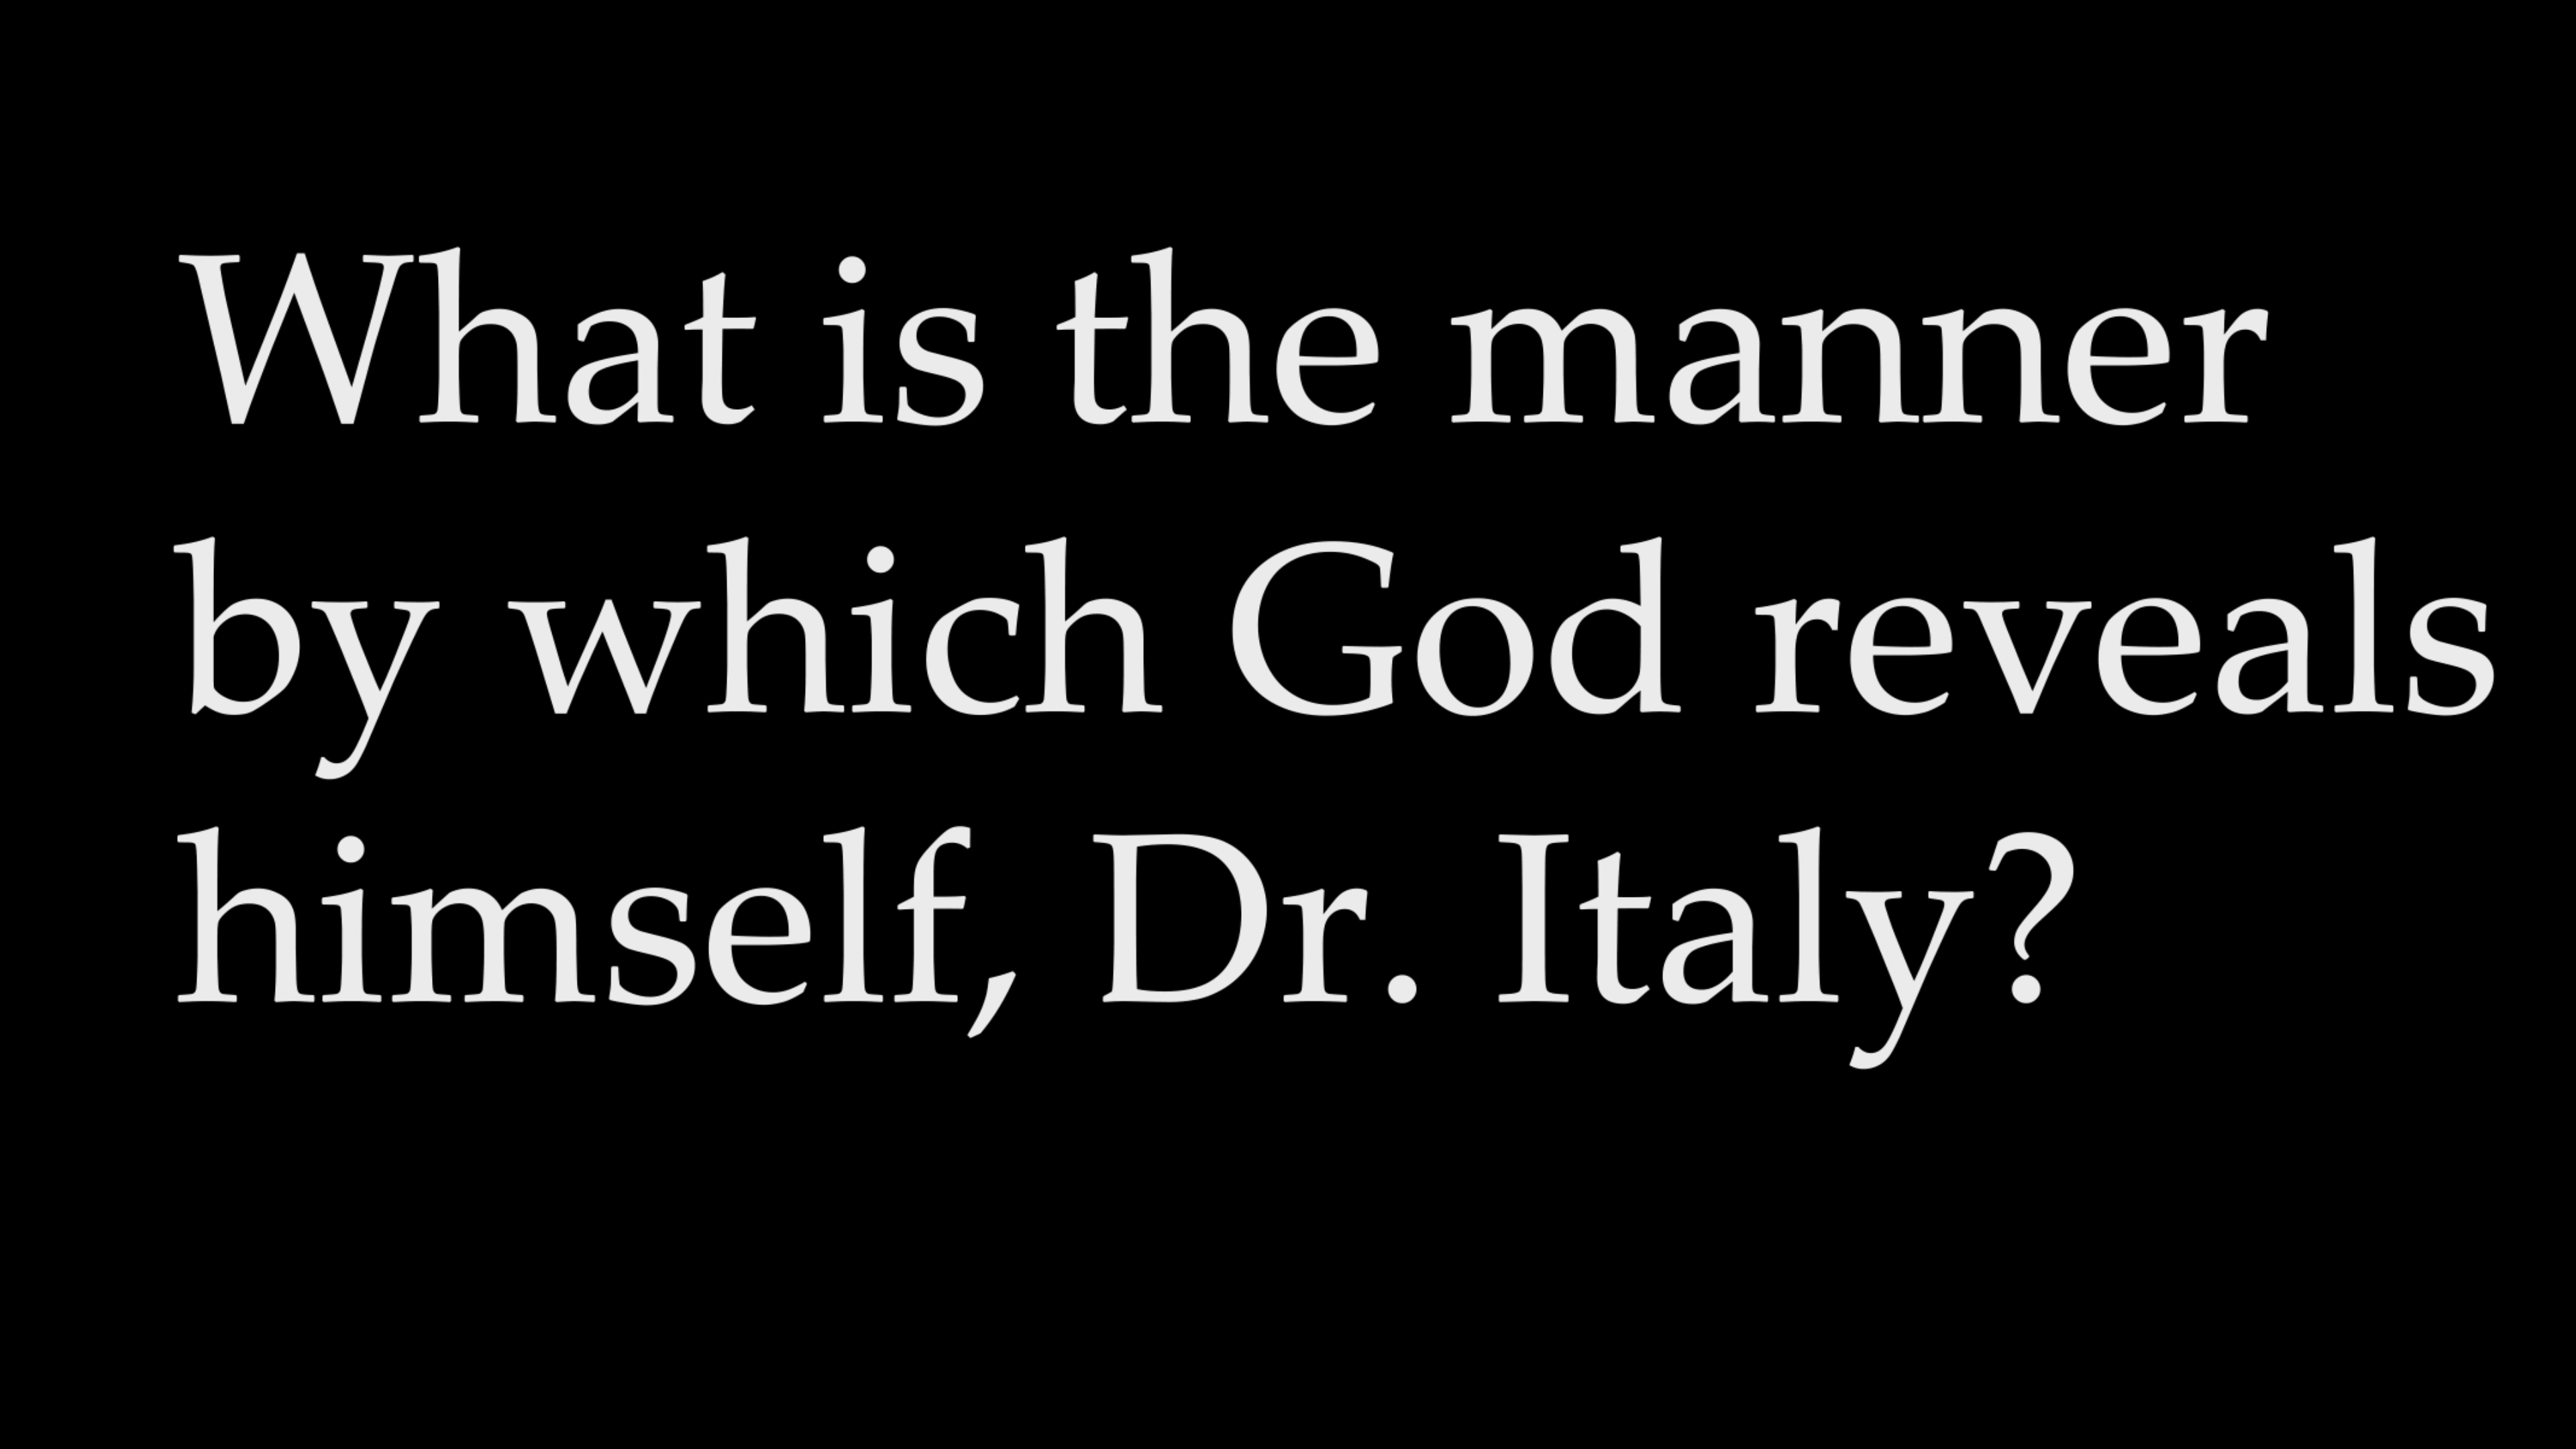 What is the manner
by which God reveals
himself, Dr. Italy?